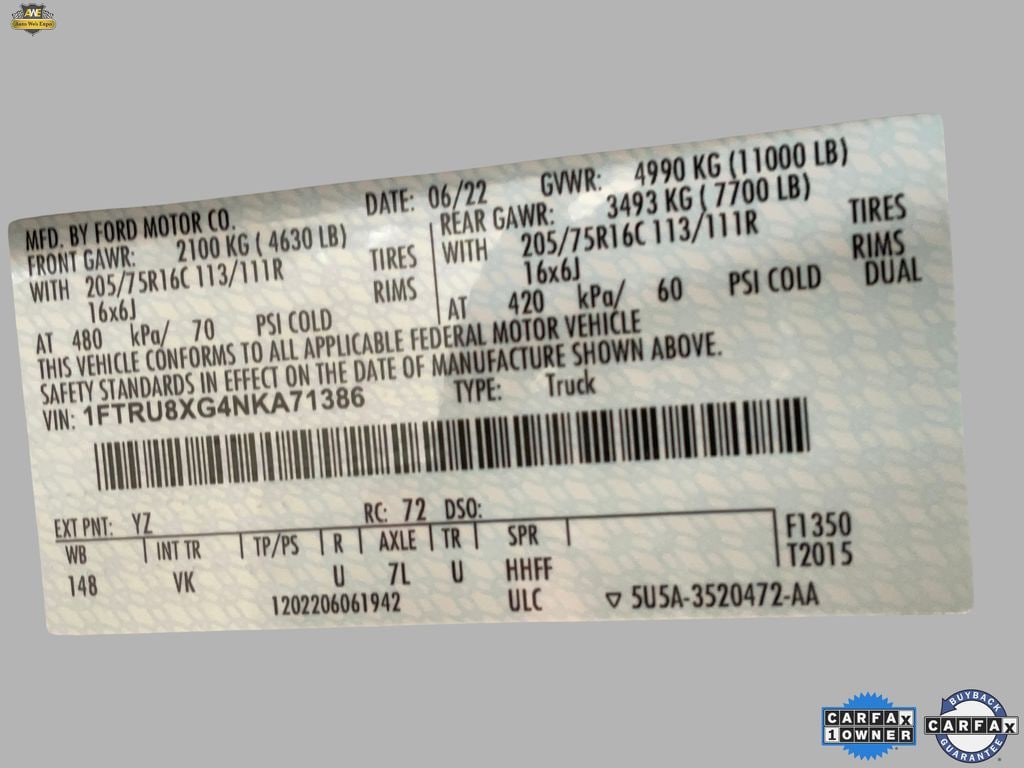 AWE
Auto Web Expo
MFD. BY FORD MOTOR CO. DATE: 06/22 GVWR: 4990 KG (11000 LB)
FRONT GAWR: 2100 KG ( 4630 LB) REAR GAWR: 3493 KG ( 7700 LB)
WITH 205/75R16C 113/111R TIRES WITH 205/75R16C 113/111R TIRES
16x6J RIMS 16x6J RIMS
AT 480 kPa/ 70 PSI COLD AT 420 kPa/ 60 PSI COLD DUAL
THIS VEHICLE CONFORMS TO ALL APPLICABLE FEDERAL MOTOR VEHICLE
SAFETY STANDARDS IN EFFECT ON THE DATE OF MANUFACTURE SHOWN ABOVE.
VIN: 1FTRU8XG4NKA71386 TYPE: Truck
EXT PNT: YZ RC: 72 DSO:
WB INT TR TP/PS R AXLE TR SPR F1350
148 VK U 7L U HHFF T2015
1202206061942 ULC ▽ 5U5A-3520472-AA
CARFAX
1 OWNER
BUYBACK
CARFAX
GUARANTEE